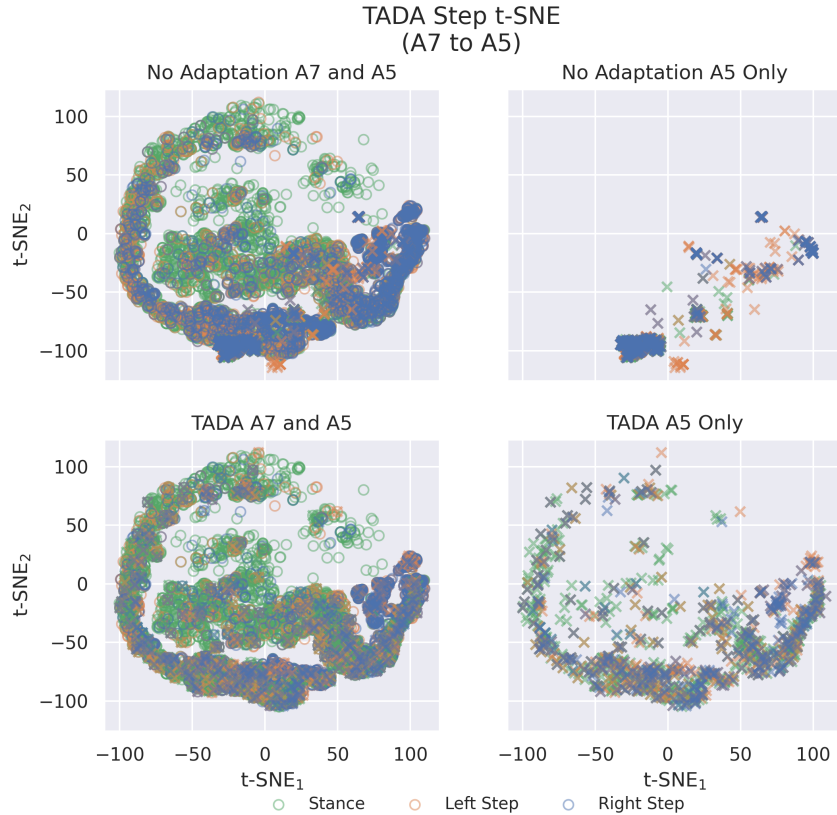 TADA Step t-SNE
(A7 to A5)
No Adaptation A7 and A5
No Adaptation A5 Only
100
50
0
−50
−100
t-SNE₂
TADA A7 and A5
TADA A5 Only
100
50
0
−50
−100
t-SNE₂
−100 −50 0 50 100
−100 −50 0 50 100
t-SNE₁
t-SNE₁
Stance Left Step Right Step